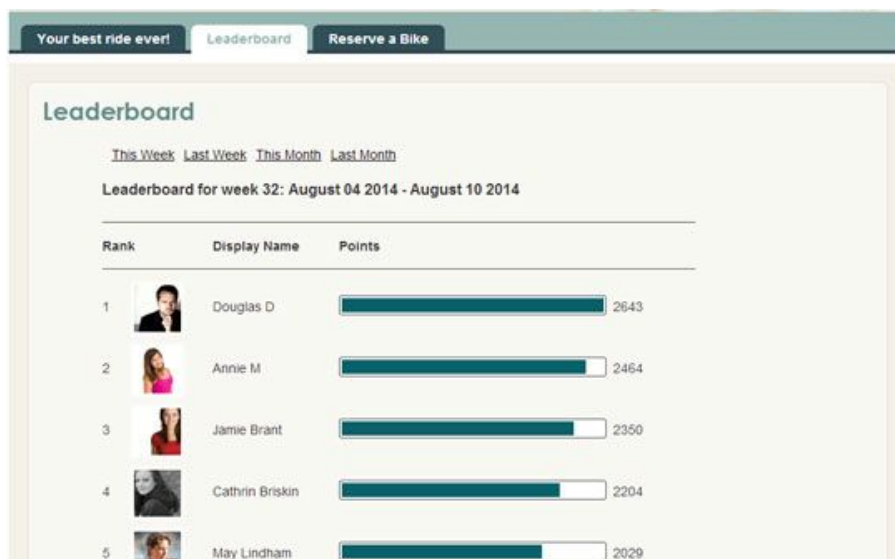 Your best ride ever! Leaderboard Reserve a Bike
Leaderboard
This Week Last Week This Month Last Month
Leaderboard for week 32: August 04 2014 - August 10 2014
Rank Display Name Points
1 Douglas D 2643
2 Annie M 2464
3 Jamie Brant 2350
4 Cathrin Briskin 2204
5 May Lindham 2029